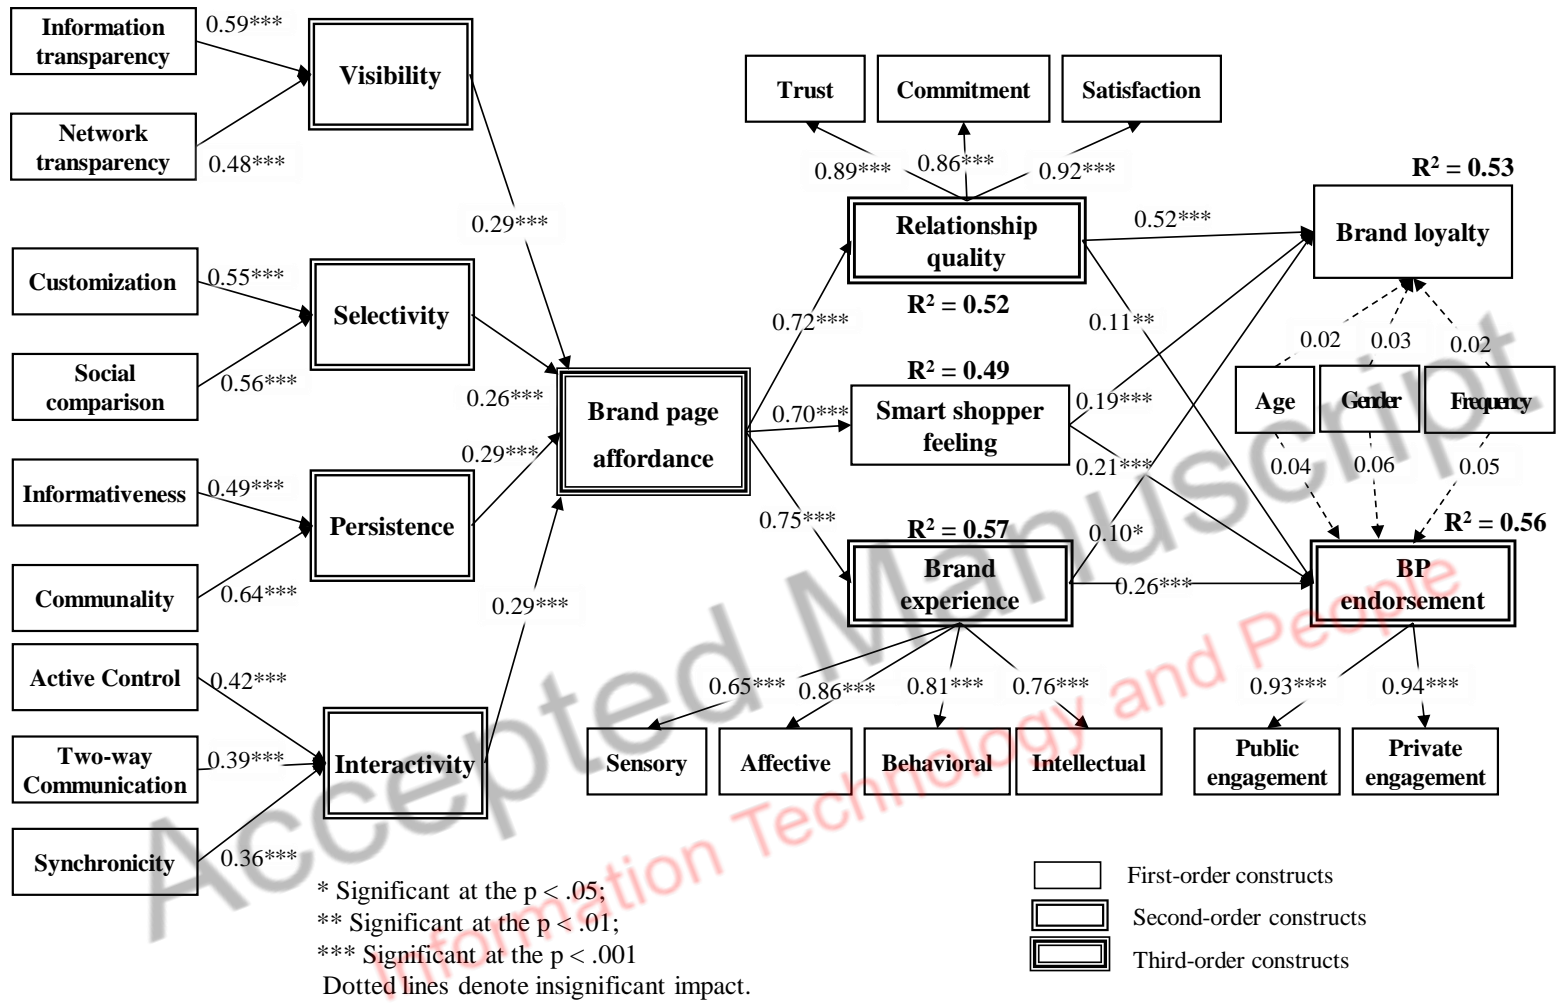 Information
transparency
0.59***
Visibility
Network
transparency
0.48***
0.29***
Customization
0.55***
Selectivity
Social
comparison
0.56***
0.26***
Informativeness
0.49***
Persistence
0.29***
Communality
0.64***
Active Control
0.42***
Two-way
Communication
0.39***
Interactivity
0.29***
Synchronicity
0.36***
Brand page
affordance
0.72***
0.70***
0.75***
Trust
Commitment
Satisfaction
0.89***
0.86***
0.92***
Relationship
quality
R² = 0.52
R² = 0.49
Smart shopper
feeling
R² = 0.57
Brand
experience
0.65***
0.86***
0.81***
0.76***
Sensory
Affective
Behavioral
Intellectual
0.52***
0.11**
0.19***
0.21***
0.10*
0.26***
R² = 0.53
Brand loyalty
0.02
0.03
0.02
Age
Gender
Frequency
0.04
0.06
0.05
R² = 0.56
BP
endorsement
0.93***
0.94***
Public
engagement
Private
engagement
* Significant at the p < .05;
** Significant at the p < .01;
*** Significant at the p < .001
Dotted lines denote insignificant impact.
First-order constructs
Second-order constructs
Third-order constructs
Accepted Manuscript
Information Technology and People